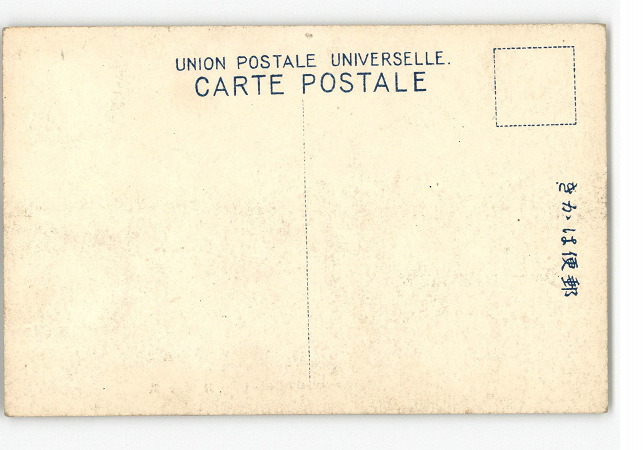 UNION POSTALE UNIVERSELLE.
CARTE POSTALE
郵便はかき